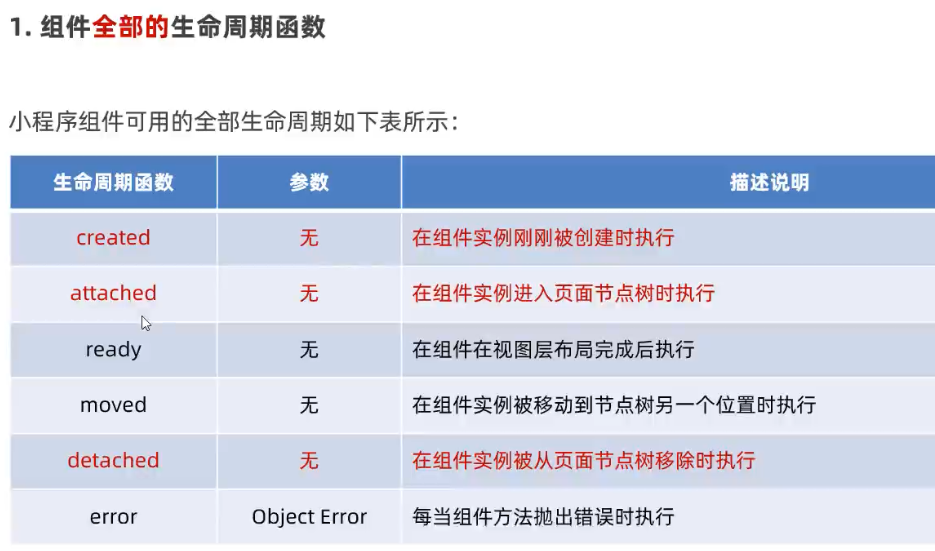 1. 组件全部的生命周期函数
小程序组件可用的全部生命周期如下表所示：
生命周期函数 参数 描述说明
created 无 在组件实例刚刚被创建时执行
attached 无 在组件实例进入页面节点树时执行
ready 无 在组件在视图层布局完成后执行
moved 无 在组件实例被移动到节点树另一个位置时执行
detached 无 在组件实例被从页面节点树移除时执行
error Object Error 每当组件方法抛出错误时执行